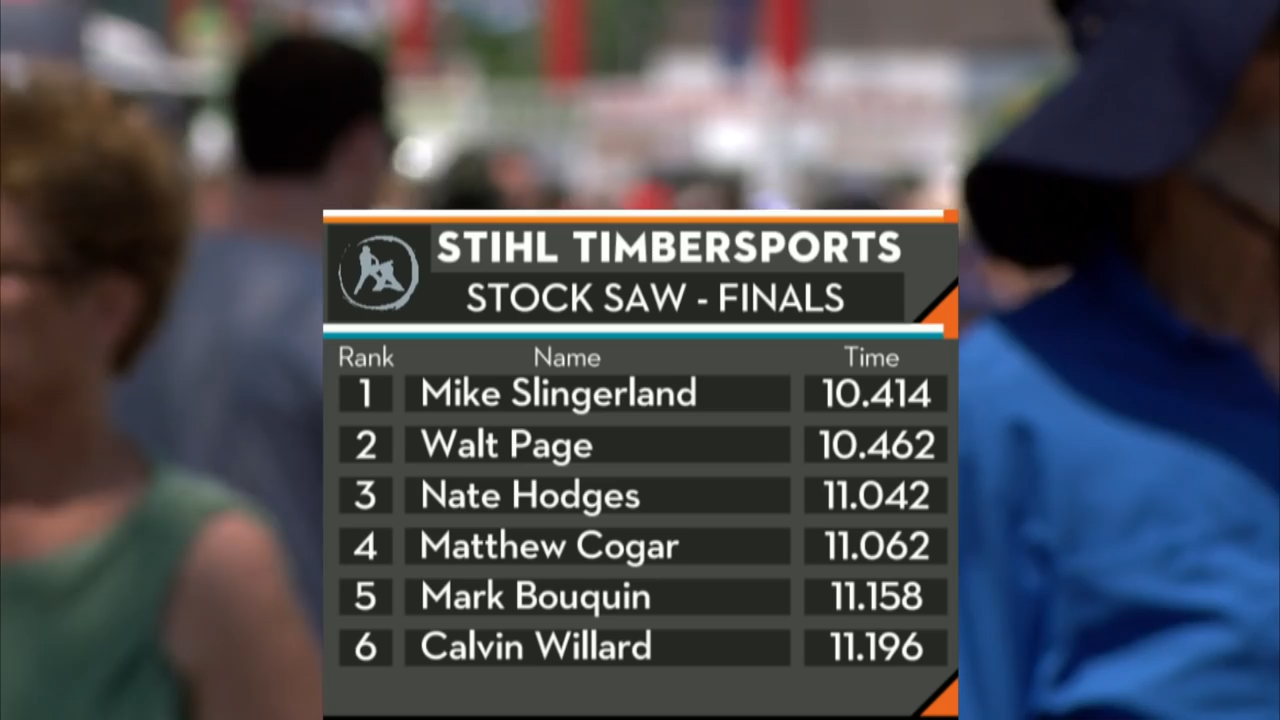 STIHL TIMBERSPORTS
STOCK SAW - FINALS
Rank Name Time
1 Mike Slingerland 10.414
2 Walt Page 10.462
3 Nate Hodges 11.042
4 Matthew Cogar 11.062
5 Mark Bouquin 11.158
6 Calvin Willard 11.196